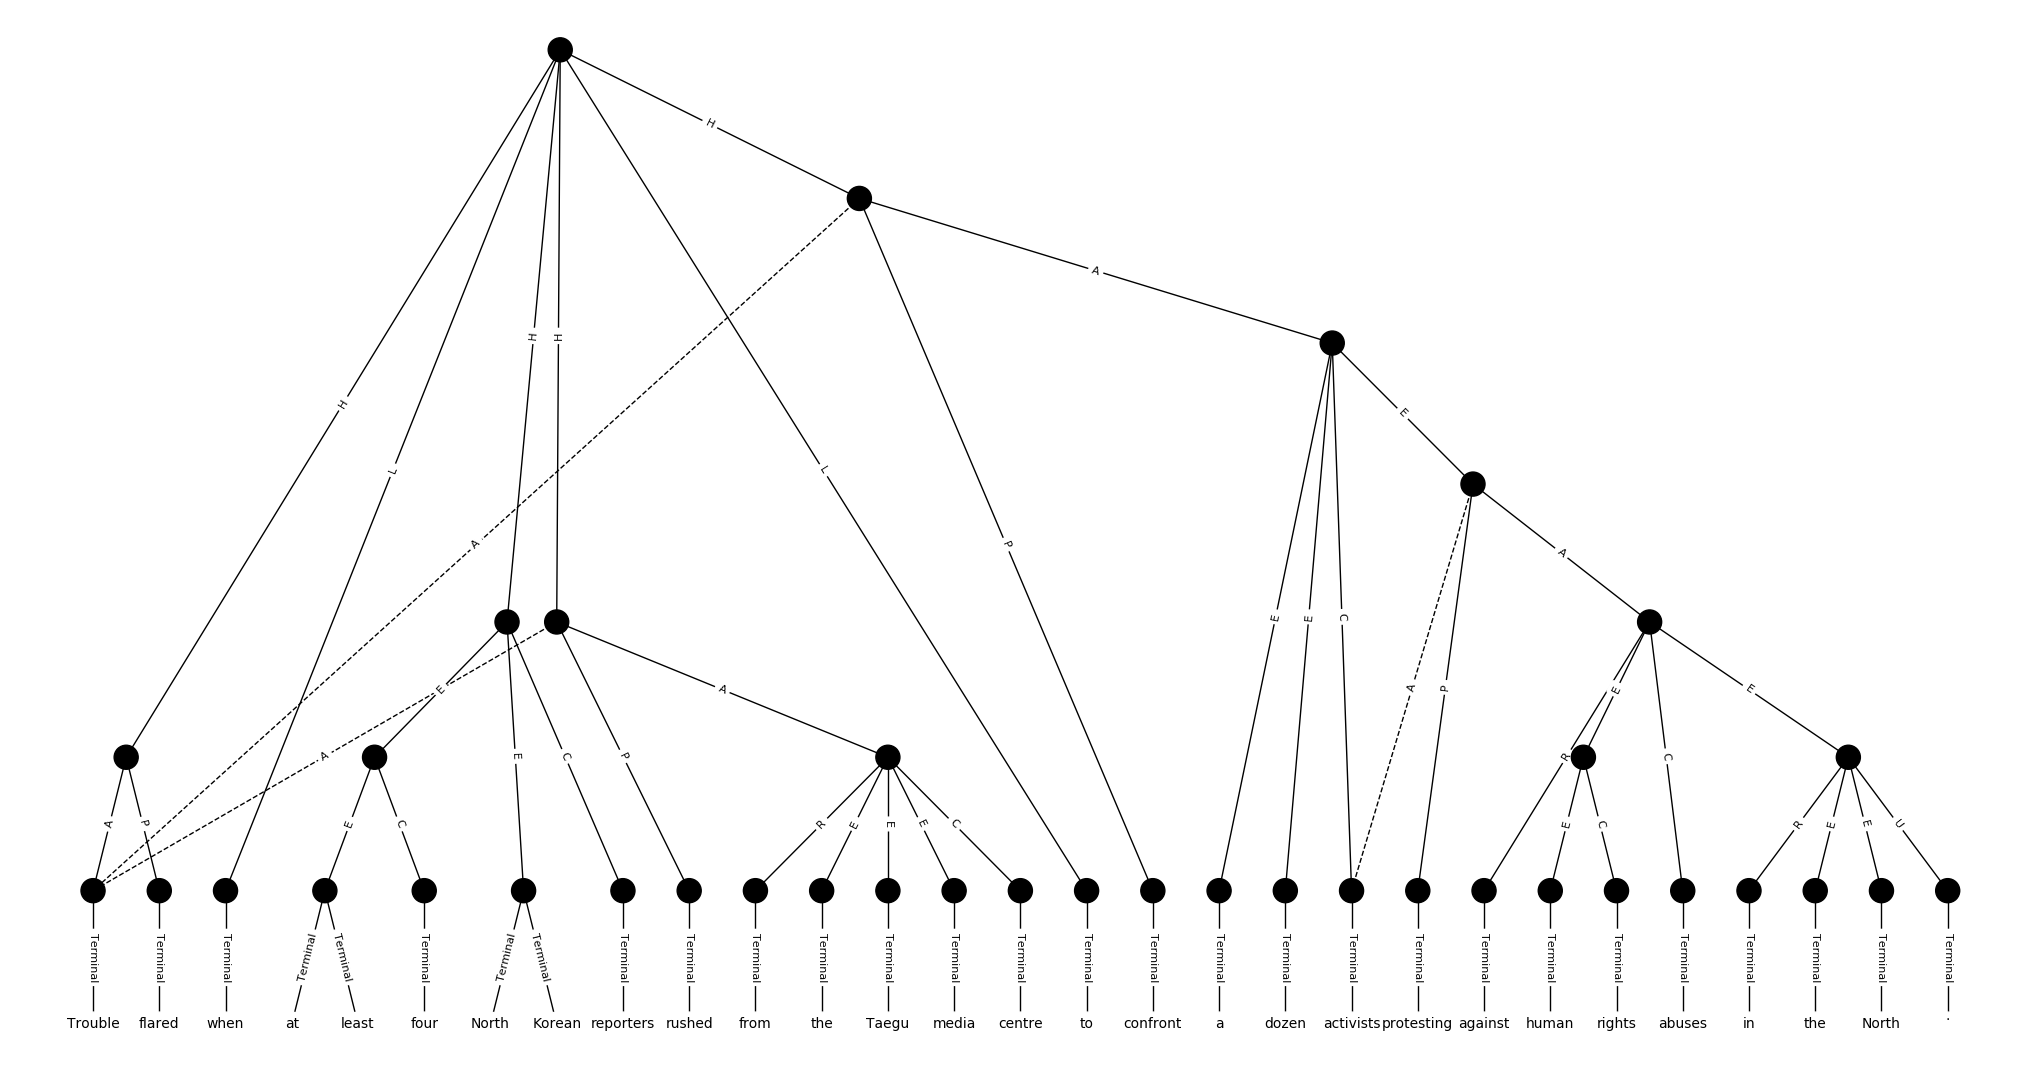 H
A
H H
E
H
L L
A P A
E E C A P
E A A E E
E C P R C
A P E C R E E E C E C R E E U
Terminal Terminal Terminal Terminal Terminal Terminal Terminal Terminal Terminal Terminal Terminal Terminal Terminal Terminal Terminal Terminal Terminal Terminal Terminal Terminal Terminal Terminal Terminal Terminal Terminal Terminal Terminal Terminal Terminal
Trouble flared when at least four North Korean reporters rushed from the Taegu media centre to confront a dozen activists protesting against human rights abuses in the North .